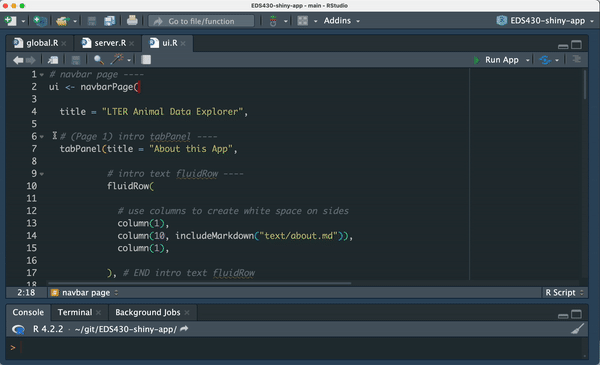 EDS430-shiny-app - main - RStudio
Go to file/function
Addins
EDS430-shiny-app
global.R
server.R
ui.R
Run App
1 # navbar page ----
2 ui <- navbarPage(
3
4 title = "LTER Animal Data Explorer",
5
6 # (Page 1) intro tabPanel ----
7 tabPanel(title = "About this App",
8
9 # intro text fluidRow ----
10 fluidRow(
11
12 # use columns to create white space on sides
13 column(1),
14 column(10, includeMarkdown("text/about.md")),
15 column(1),
16
17 ), # END intro text fluidRow
18
2:18 # navbar page R Script
Console Terminal Background Jobs
R 4.2.2 · ~/git/EDS430-shiny-app/
>